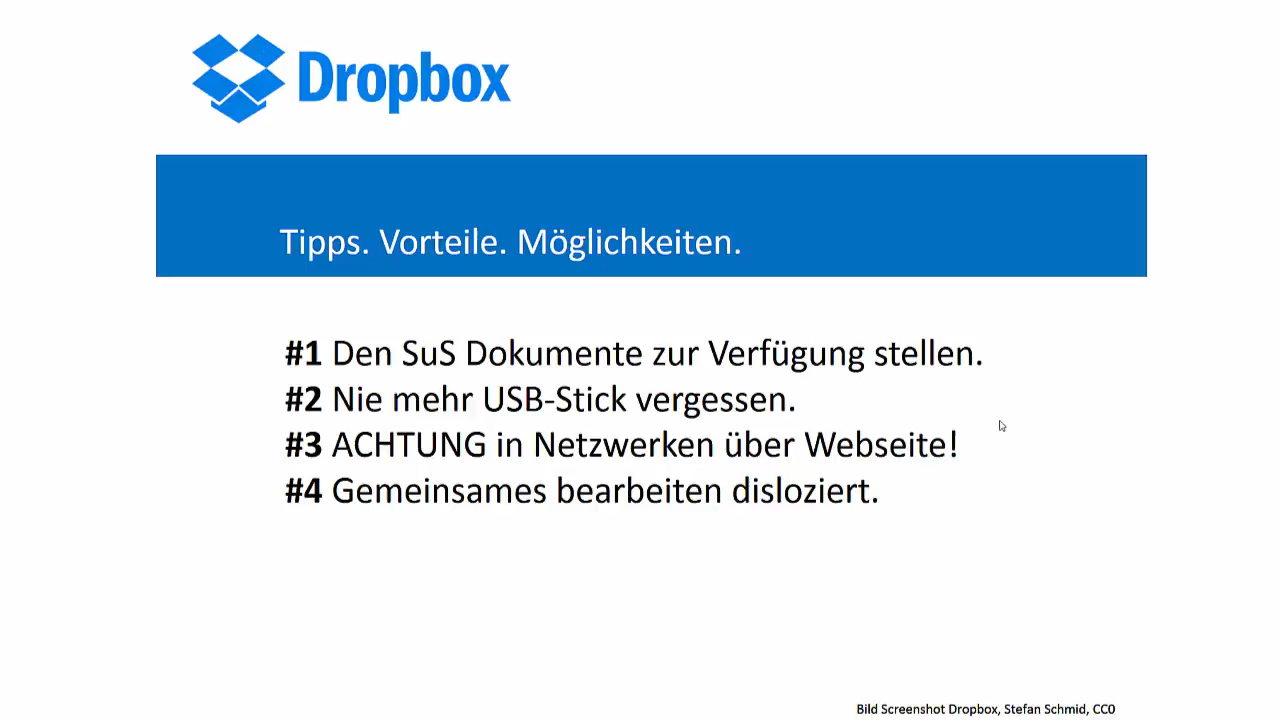 Dropbox
Tipps. Vorteile. Möglichkeiten.
#1 Den SuS Dokumente zur Verfügung stellen.
#2 Nie mehr USB-Stick vergessen.
#3 ACHTUNG in Netzwerken über Webseite!
#4 Gemeinsames bearbeiten disloziert.
Bild Screenshot Dropbox, Stefan Schmid, CC0